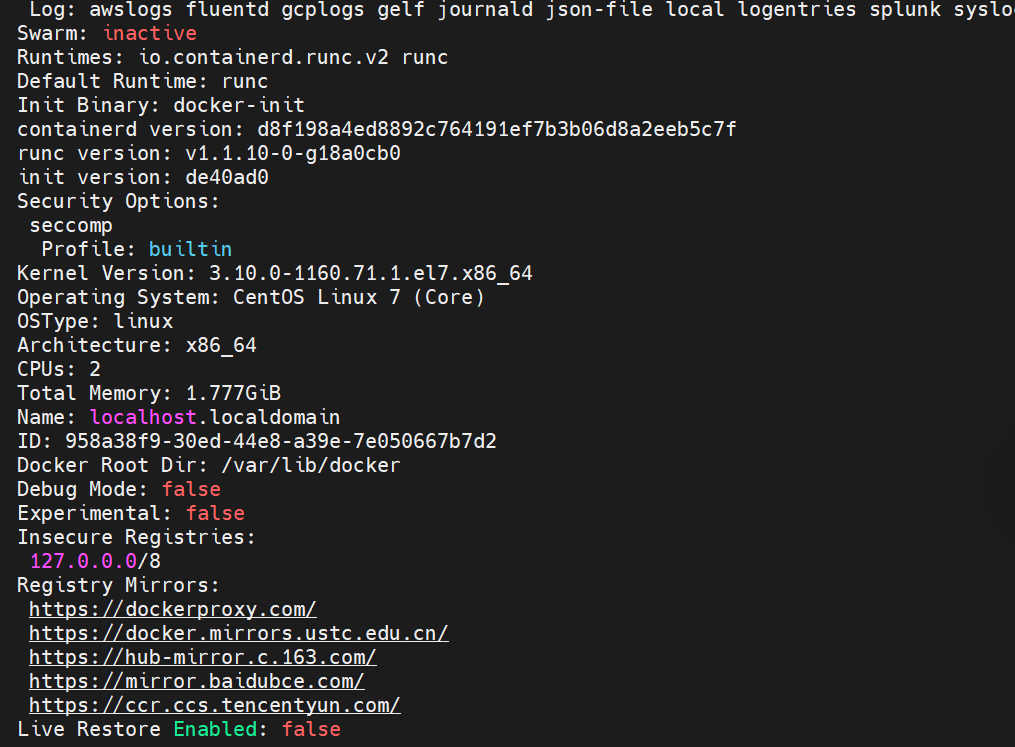 Log: awslogs fluentd gcplogs gelf journald json-file local logentries splunk syslo
Swarm: inactive
Runtimes: io.containerd.runc.v2 runc
Default Runtime: runc
Init Binary: docker-init
containerd version: d8f198a4ed8892c764191ef7b3b06d8a2eeb5c7f
runc version: v1.1.10-0-g18a0cb0
init version: de40ad0
Security Options:
seccomp
Profile: builtin
Kernel Version: 3.10.0-1160.71.1.el7.x86_64
Operating System: CentOS Linux 7 (Core)
OSType: linux
Architecture: x86_64
CPUs: 2
Total Memory: 1.777GiB
Name: localhost.localdomain
ID: 958a38f9-30ed-44e8-a39e-7e050667b7d2
Docker Root Dir: /var/lib/docker
Debug Mode: false
Experimental: false
Insecure Registries:
127.0.0.0/8
Registry Mirrors:
https://dockerproxy.com/
https://docker.mirrors.ustc.edu.cn/
https://hub-mirror.c.163.com/
https://mirror.baidubce.com/
https://ccr.ccs.tencentyun.com/
Live Restore Enabled: false